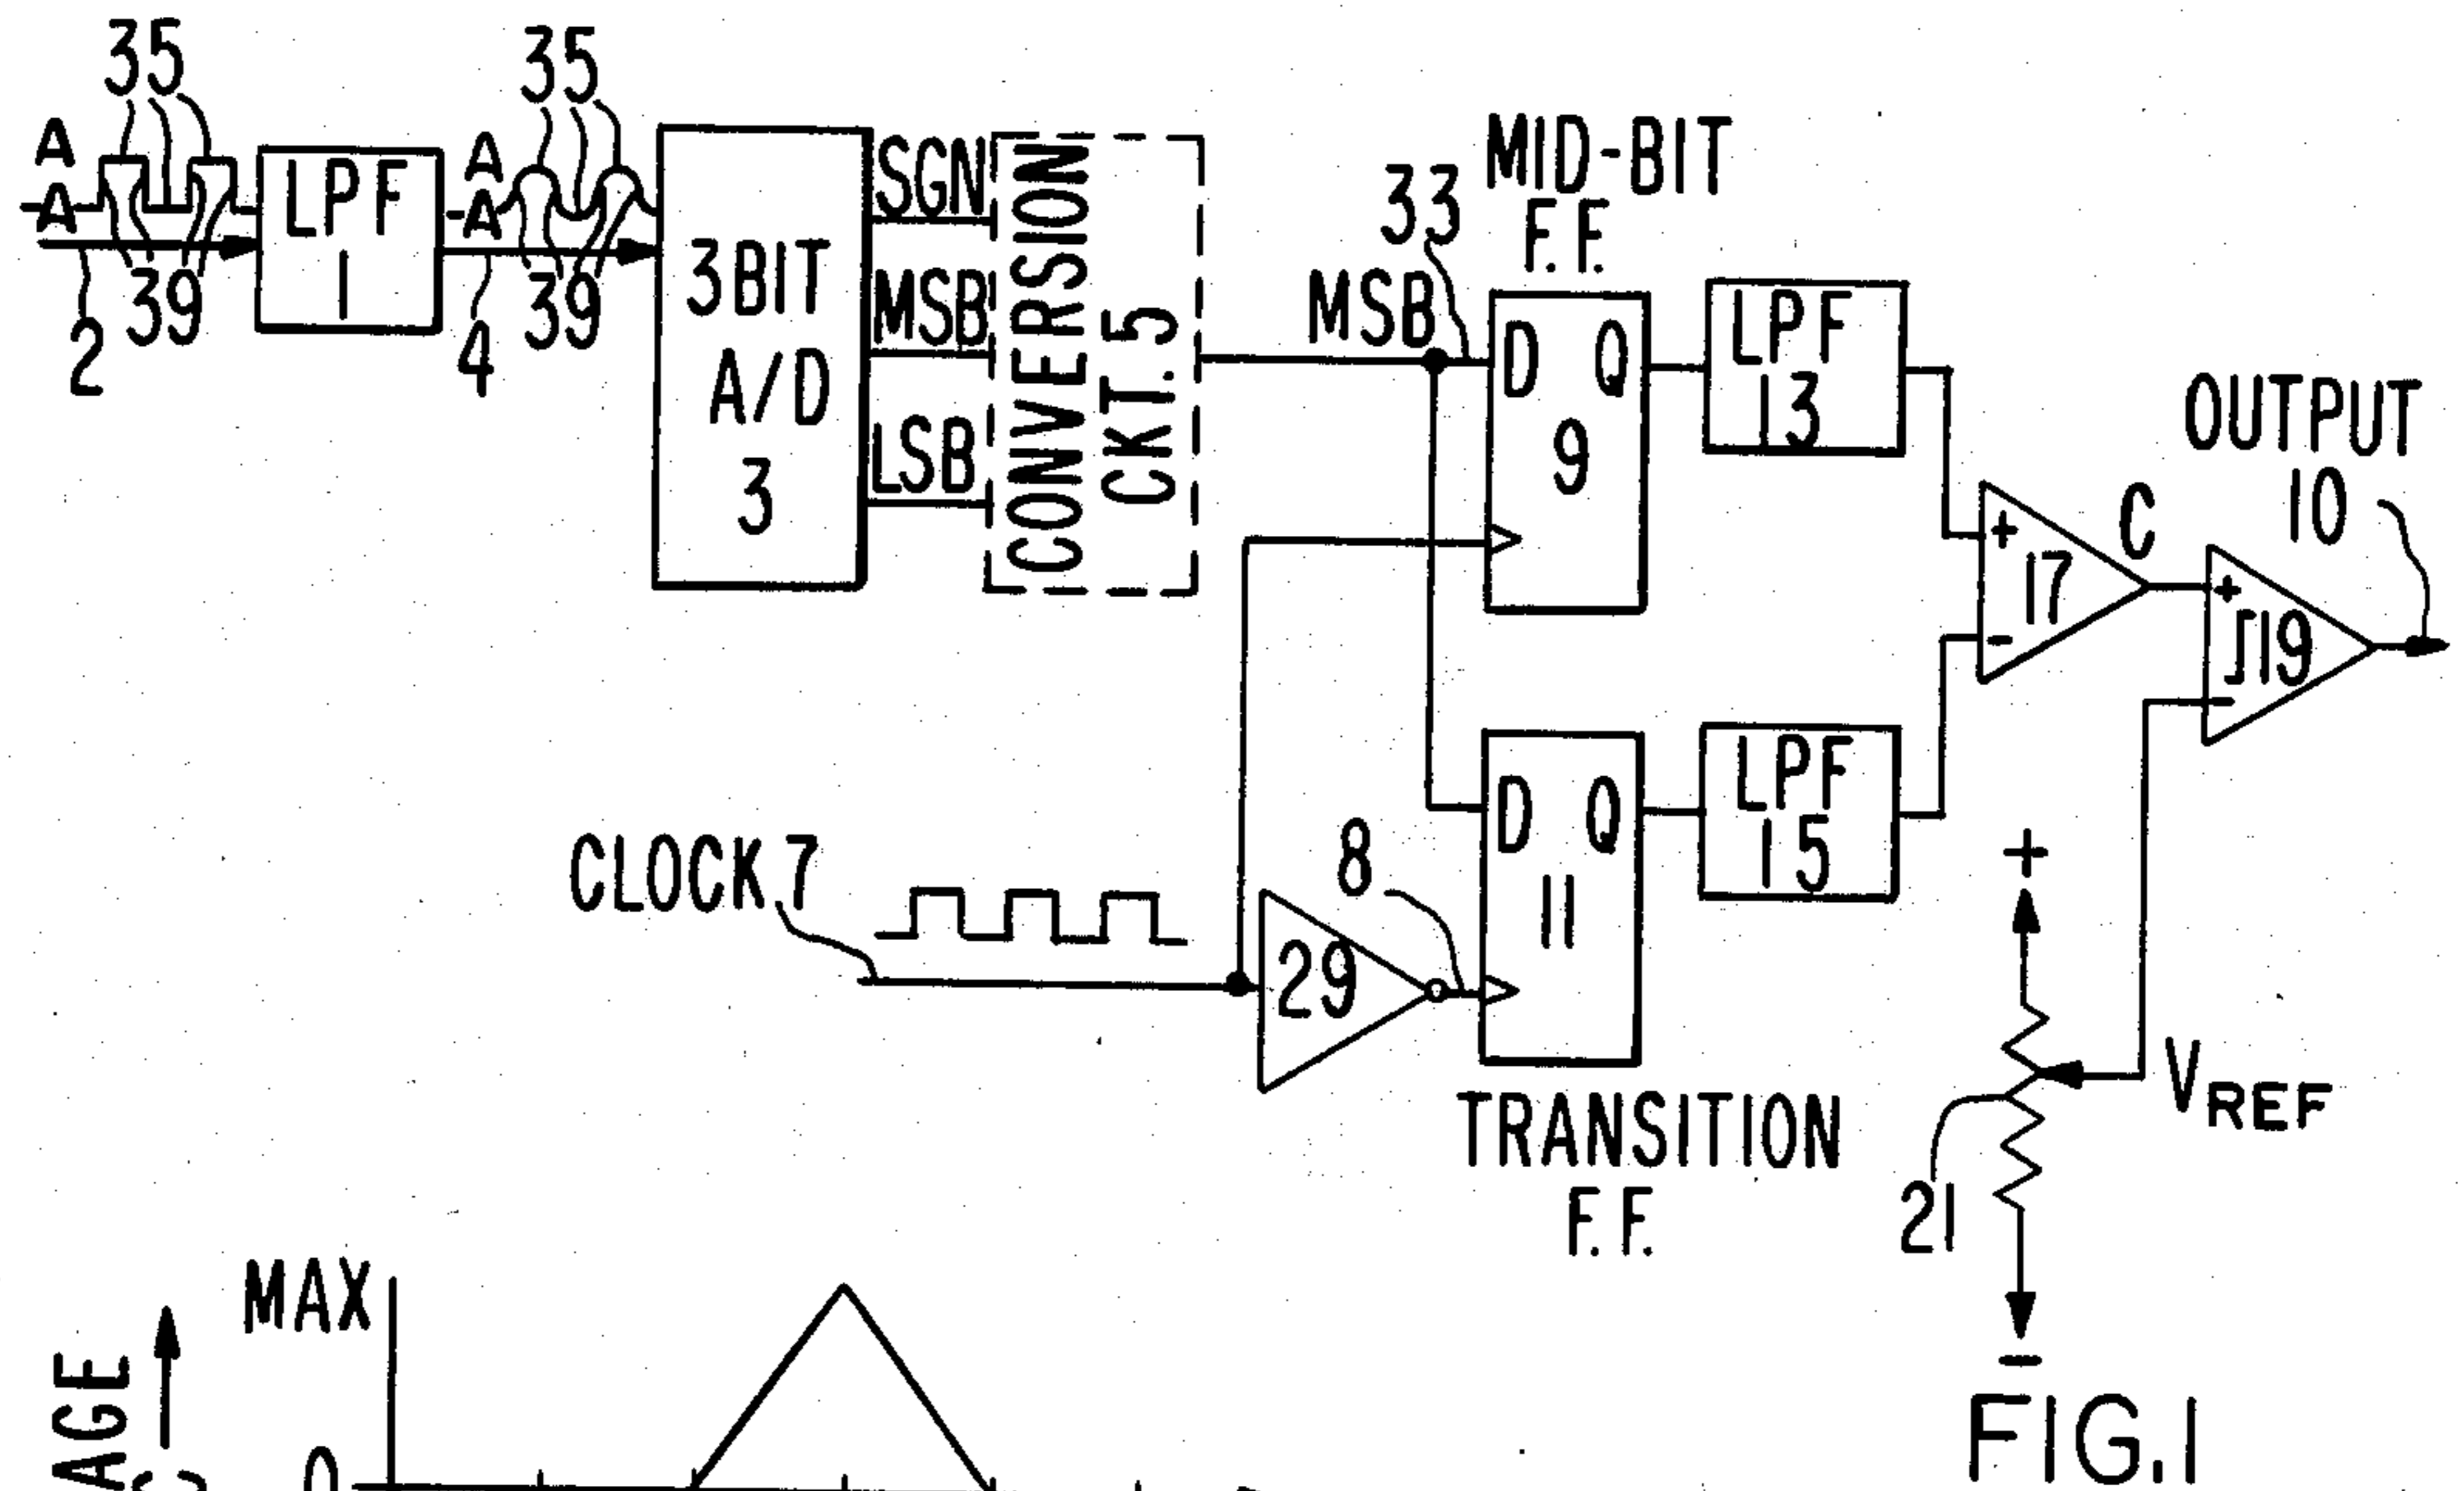 35
35
A
-A
LPF
1
A
-A
39
39
2
4
3BIT
A/D
3
SGN
MSB
LSB
CONVERSION
CKT. 5
33
MID-BIT
F.F.
MSB
D Q
9
LPF
13
OUTPUT
10
+
17
-
C
+
∫19
-
CLOCK 7
29
8
D Q
11
LPF
15
TRANSITION
F.F.
+
VREF
21
-
FIG.1
MAX
0